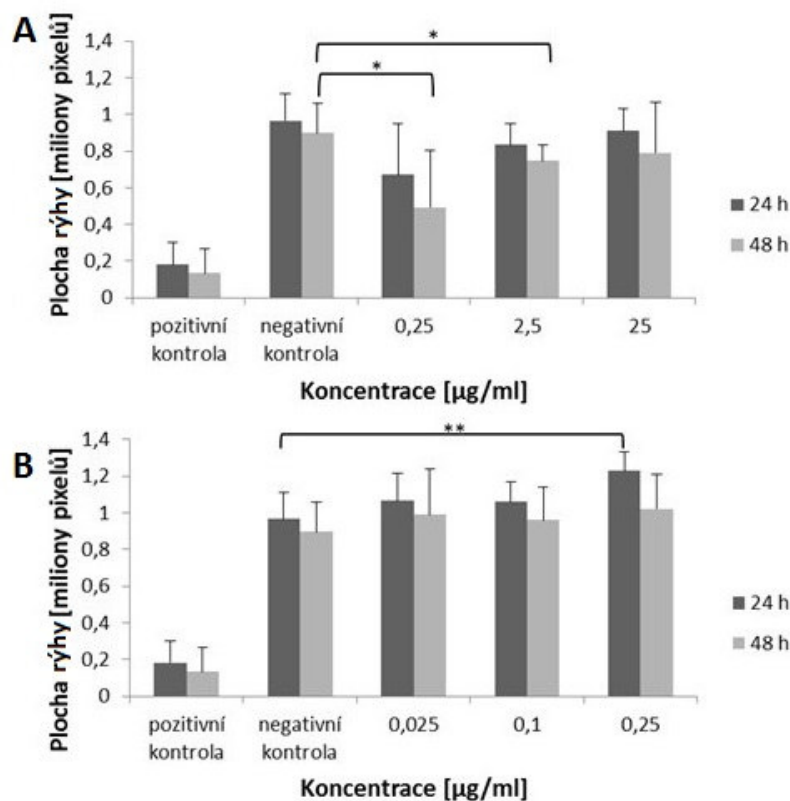 A
Plocha rýhy [miliony pixelů]
1,4
1,2
1
0,8
0,6
0,4
0,2
0
*
*
24 h
48 h
pozitivní kontrola
negativní kontrola
0,25
2,5
25
Koncentrace [µg/ml]
B
Plocha rýhy [miliony pixelů]
1,4
1,2
1
0,8
0,6
0,4
0,2
0
**
24 h
48 h
pozitivní kontrola
negativní kontrola
0,025
0,1
0,25
Koncentrace [µg/ml]